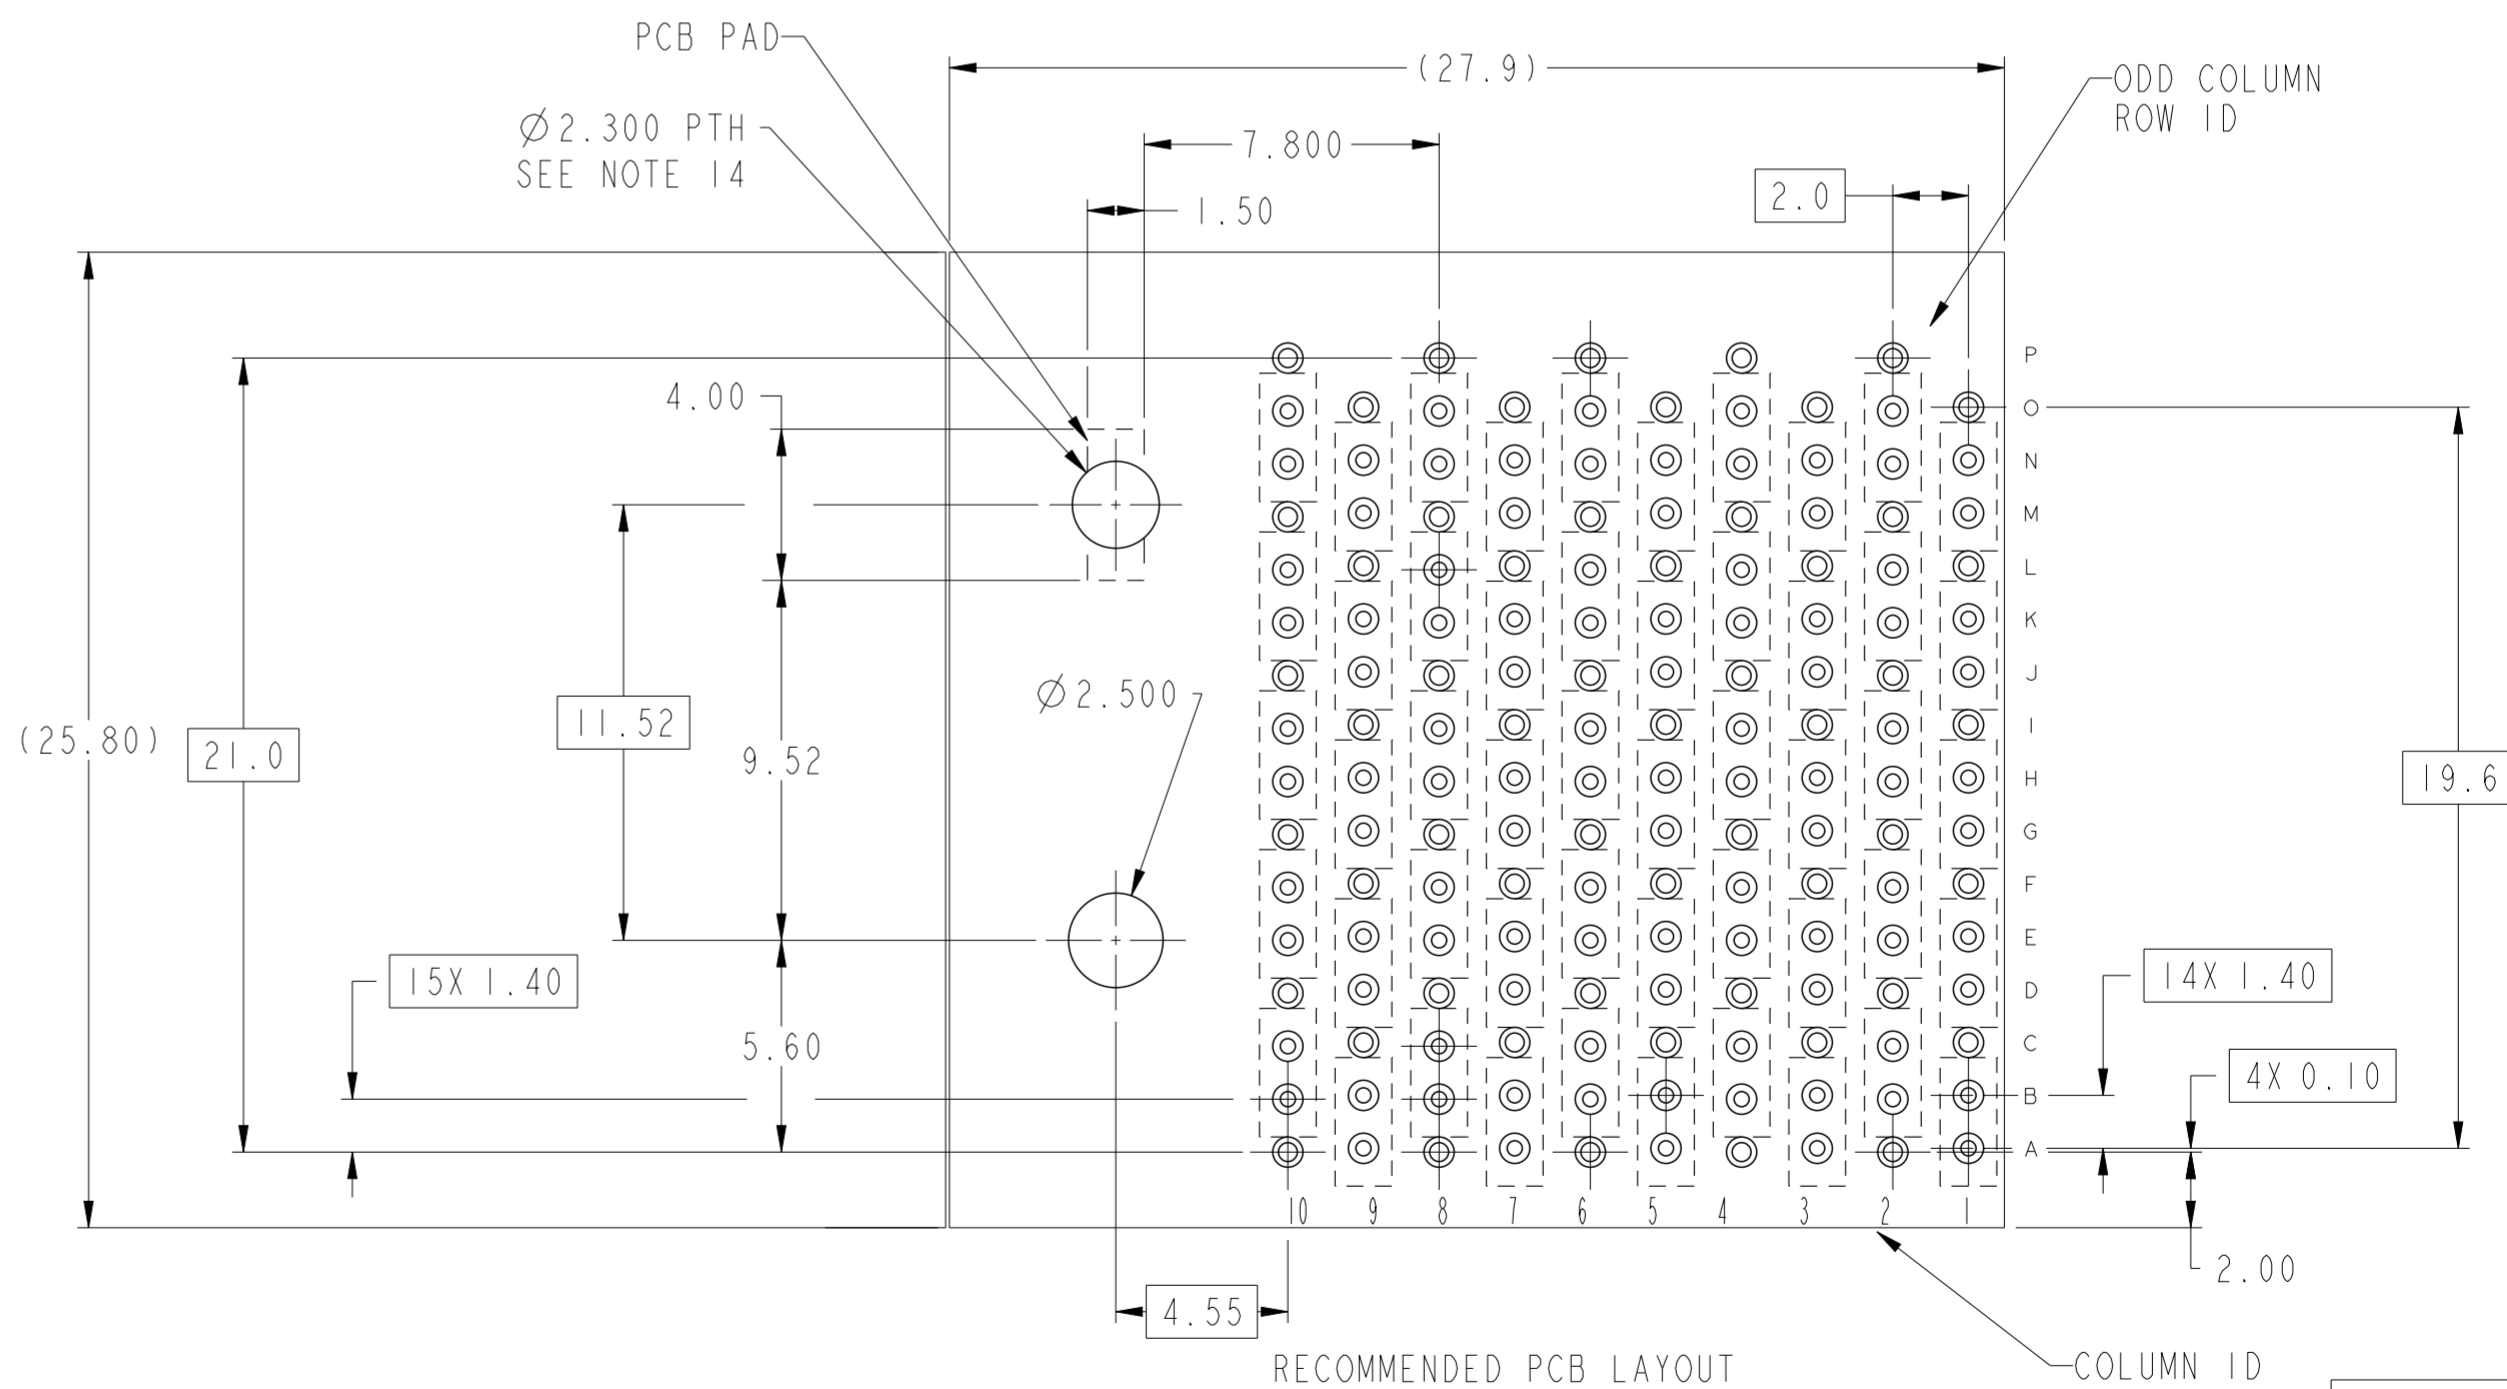 PCB PAD
(27.9)
ODD COLUMN
ROW ID
Ø2.300 PTH
SEE NOTE 14
7.800
2.0
1.50
P
4.00
O
N
M
L
K
Ø2.500
J
11.52
I
(25.80)
21.0
9.52
H
19.6
G
F
E
15X 1.40
D
14X 1.40
5.60
C
4X 0.10
B
A
10 9 8 7 6 5 4 3 2 1
2.00
4.55
RECOMMENDED PCB LAYOUT
COLUMN ID